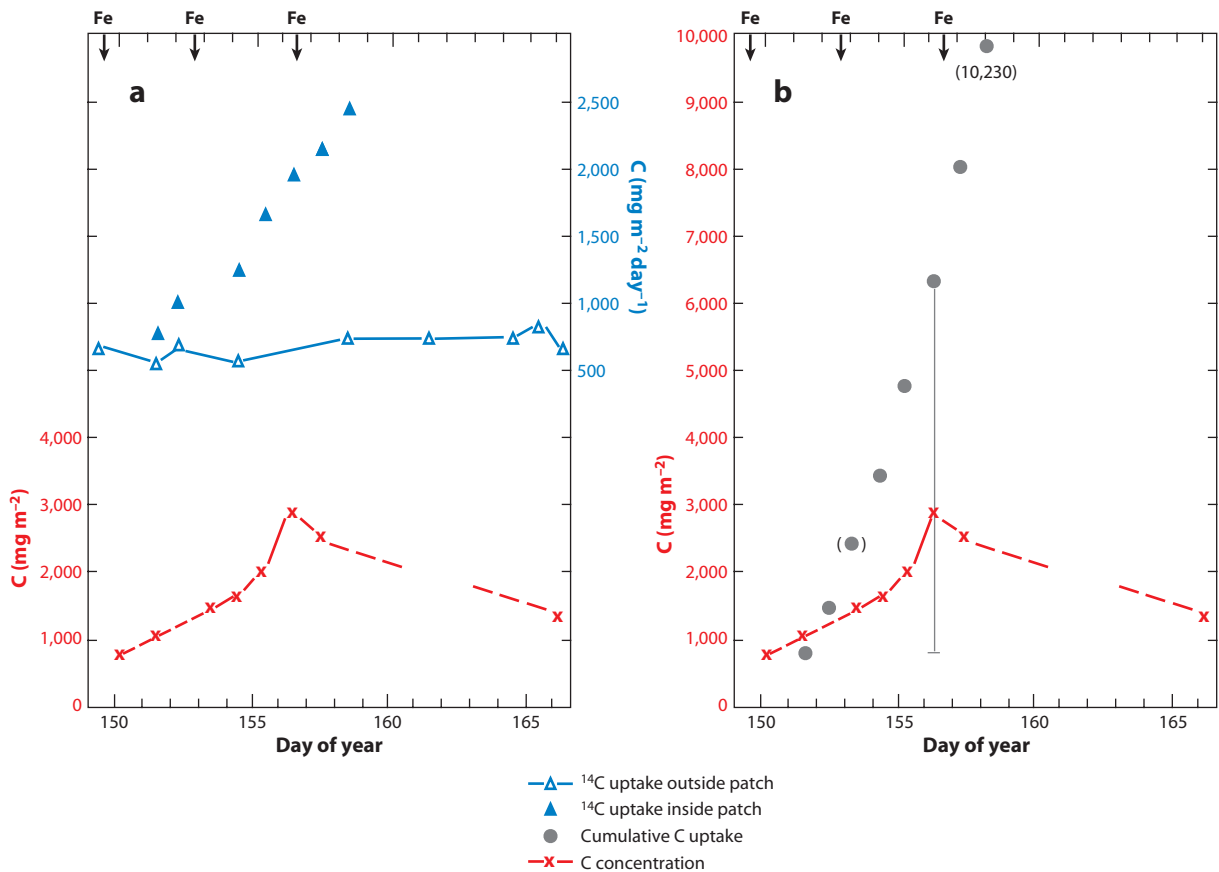 Fe Fe Fe
a
2,500
2,000
1,500
1,000
500
C (mg m⁻² day⁻¹)
4,000
3,000
2,000
1,000
0
C (mg m⁻²)
150 155 160 165
Day of year
Fe Fe Fe
b
10,000
9,000
8,000
7,000
6,000
5,000
4,000
3,000
2,000
1,000
0
C (mg m⁻²)
(10,230)
( )
150 155 160 165
Day of year
¹⁴C uptake outside patch
¹⁴C uptake inside patch
Cumulative C uptake
C concentration